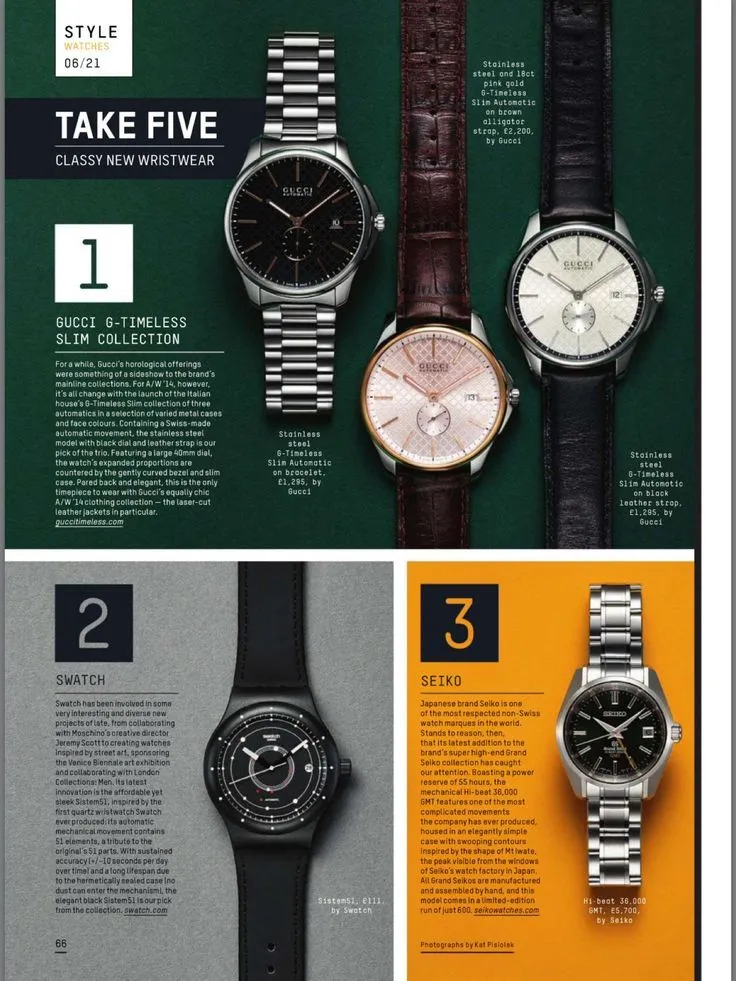 STYLE
WATCHES
06/21
TAKE FIVE
CLASSY NEW WRISTWEAR
1
GUCCI G-TIMELESS
SLIM COLLECTION
For a while, Gucci's horological offerings
were something of a sideshow to the brand's
mainline collections. For A/W '14, however,
it's all change with the launch of the Italian
house's G-Timeless Slim collection of three
automatics in a selection of varied metal cases
and face colours. Containing a Swiss-made
automatic movement, the stainless steel
model with black dial and leather strap is our
pick of the trio. Featuring a large 40mm dial,
the watch's expanded proportions are
countered by the gently curved bezel and slim
case. Pared back and elegant, this is the only
timepiece to wear with Gucci's equally chic
A/W '14 clothing collection — the laser-cut
leather jackets in particular.
guccitimeless.com
GUCCI
AUTOMATIC
10
Stainless
steel
G-Timeless
Slim Automatic
on bracelet,
£1,295, by
Gucci
Stainless
steel and 18ct
pink gold
G-Timeless
Slim Automatic
on brown
alligator
strap, £2,200,
by Gucci
GUCCI
AUTOMATIC
31
GUCCI
AUTOMATIC
12
Stainless
steel
G-Timeless
Slim Automatic
on black
leather strap,
£1,295, by
Gucci
2
SWATCH
Swatch has been involved in some
very interesting and diverse new
projects of late, from collaborating
with Moschino's creative director
Jeremy Scott to creating watches
inspired by street art, sponsoring
the Venice Biennale art exhibition
and collaborating with London
Collections: Men. Its latest
innovation is the affordable yet
sleek Sistem51, inspired by the
first quartz wristwatch Swatch
ever produced: its automatic
mechanical movement contains
51 elements, a tribute to the
original's 51 parts. With sustained
accuracy (+/-10 seconds per day
over time) and a long lifespan due
to the hermetically sealed case (no
dust can enter the mechanism), the
elegant black Sistem51 is our pick
from the collection. swatch.com
swatch
AUTOMATIC
Sistem51, £111,
by Swatch
66
3
SEIKO
Japanese brand Seiko is one
of the most respected non-Swiss
watch marques in the world.
Stands to reason, then,
that its latest addition to the
brand's super high-end Grand
Seiko collection has caught
our attention. Boasting a power
reserve of 55 hours, the
mechanical Hi-beat 36,000
GMT features one of the most
complicated movements
the company has ever produced,
housed in an elegantly simple
case with swooping contours
inspired by the shape of Mt Iwate,
the peak visible from the windows
of Seiko's watch factory in Japan.
All Grand Seikos are manufactured
and assembled by hand, and this
model comes in a limited-edition
run of just 600. seikowatches.com
SEIKO
GS
Grand Seiko
Hi-beat 36,000
GMT, £5,700,
by Seiko
Photographs by Kat Pisiolek